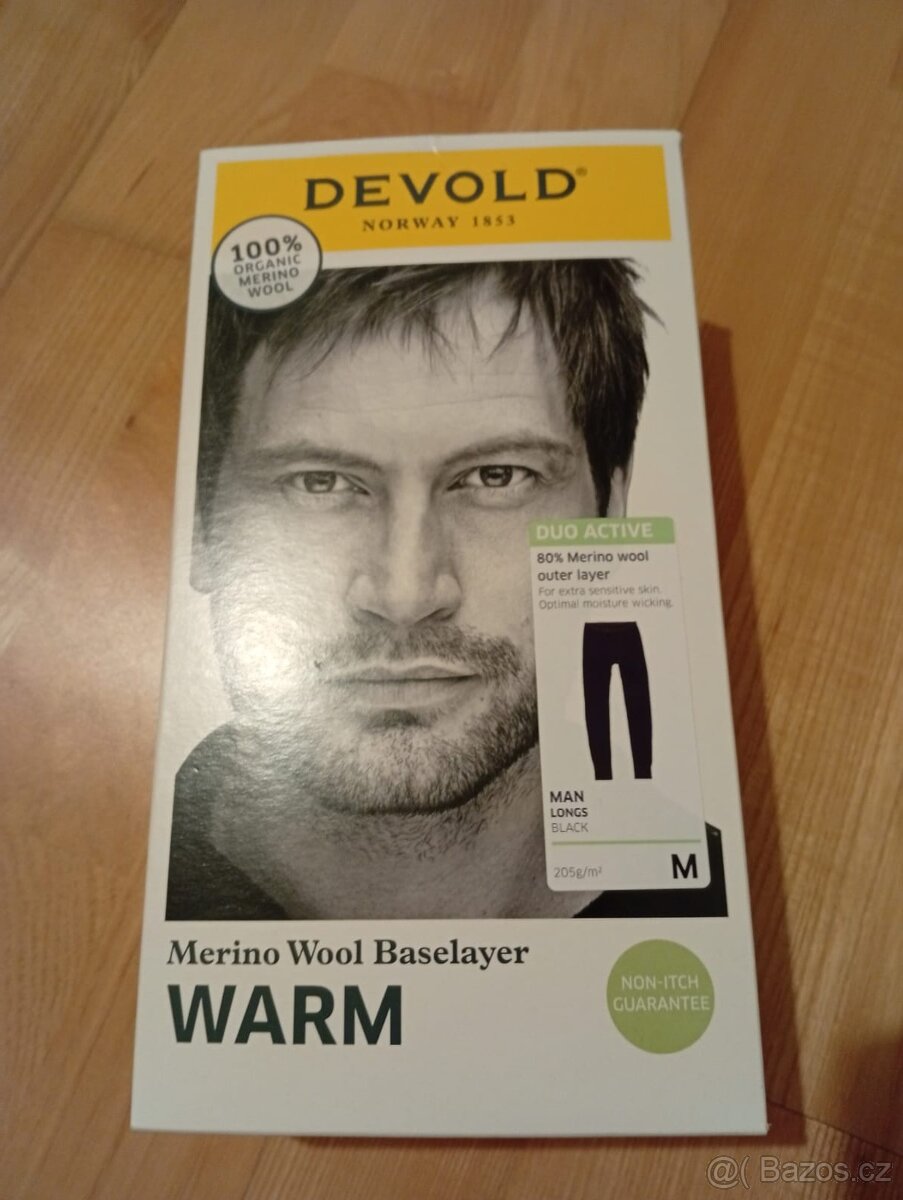 DEVOLD®
NORWAY 1853
100%
ORGANIC
MERINO
WOOL
DUO ACTIVE
80% Merino wool
outer layer
For extra sensitive skin.
Optimal moisture wicking.
MAN
LONGS
BLACK
205g/m²
M
Merino Wool Baselayer
WARM
NON-ITCH
GUARANTEE
@( Bazos.cz